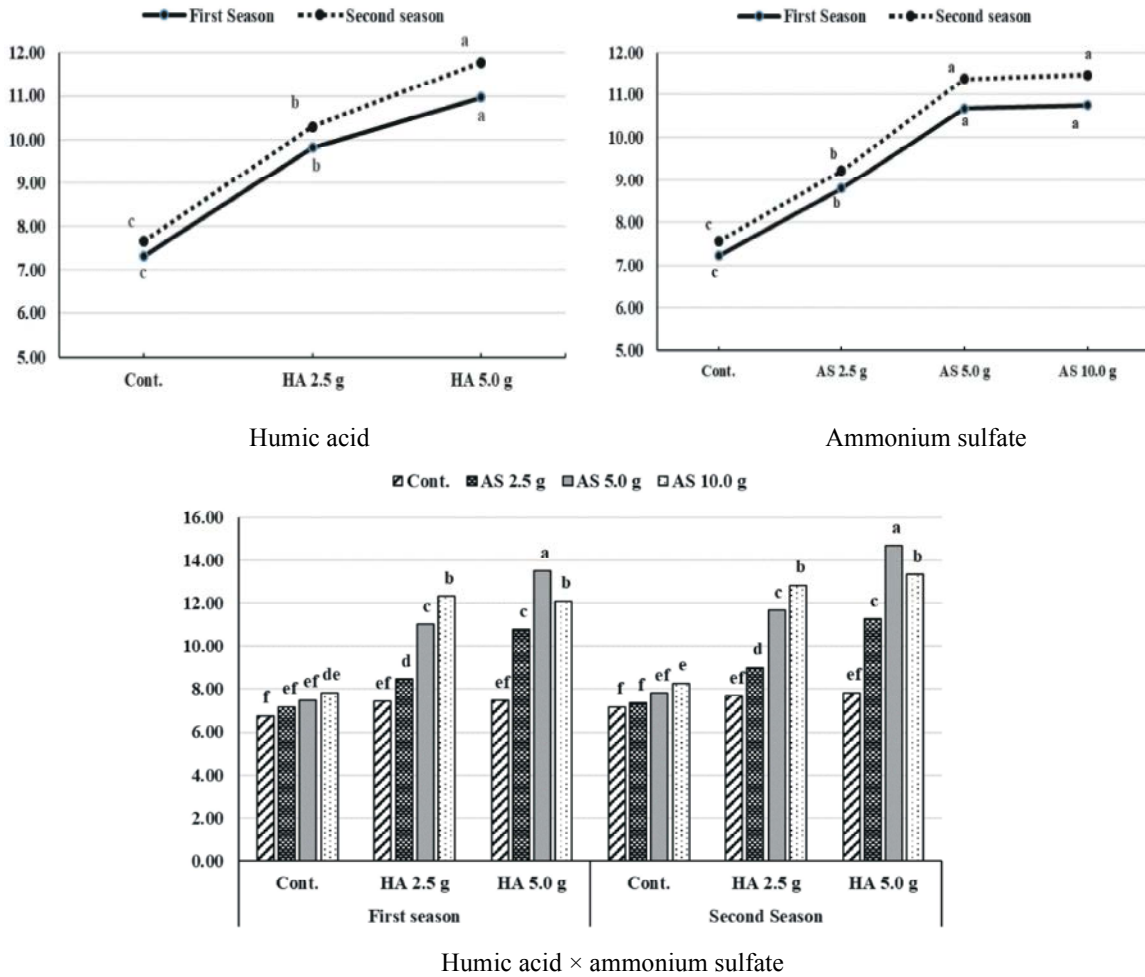 First Season Second season
12.00
11.00
10.00
9.00
8.00
7.00
6.00
5.00
c b a
c b a
Cont. HA 2.5 g HA 5.0 g
Humic acid
First Season Second season
12.00
11.00
10.00
9.00
8.00
7.00
6.00
5.00
c b a a
c b a a
Cont. AS 2.5 g AS 5.0 g AS 10.0 g
Ammonium sulfate
Cont. AS 2.5 g AS 5.0 g AS 10.0 g
16.00
14.00
12.00
10.00
8.00
6.00
4.00
2.00
0.00
f ef ef de ef d c b ef c a b f f ef e ef d c b ef c a b
Cont. HA 2.5 g HA 5.0 g Cont. HA 2.5 g HA 5.0 g
First season Second Season
Humic acid × ammonium sulfate